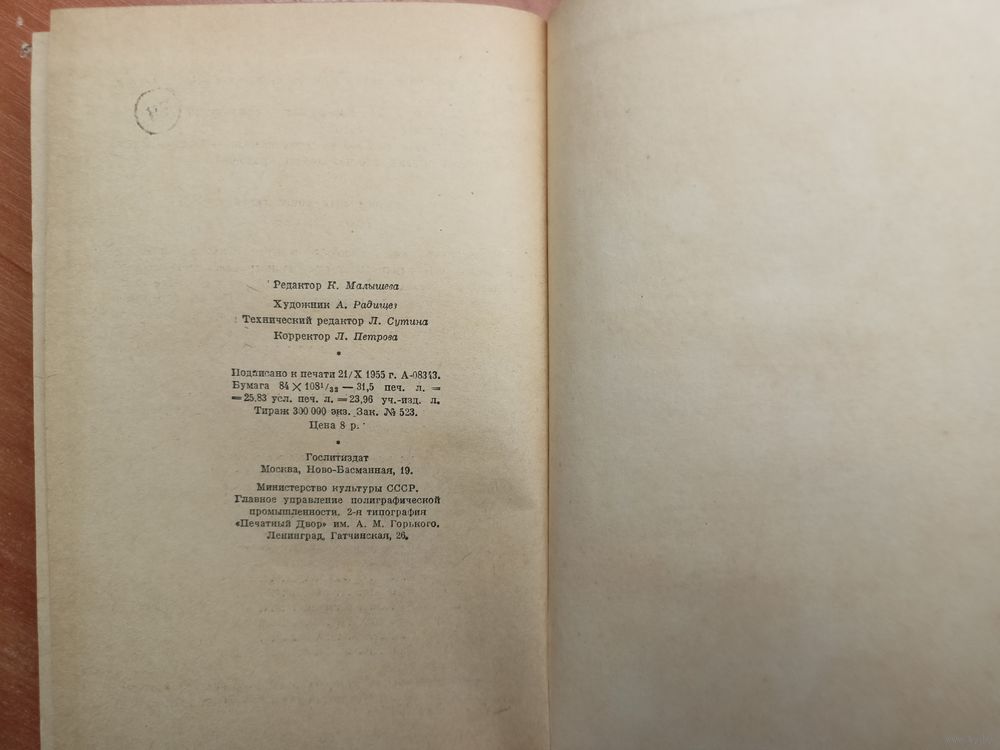 Редактор К. Малышева
Художник А. Радищев
Технический редактор Л. Сутина
Корректор Л. Петрова
*
Подписано к печати 21/X 1955 г. А-08343.
Бумага 84 × 108¹/₃₂ — 31,5 печ. л. =
= 25,83 усл. печ. л. = 23,96 уч.-изд. л.
Тираж 300 000 экз. Зак. № 523.
Цена 8 р.
*
Гослитиздат
Москва, Ново-Басманная, 19.
Министерство культуры СССР.
Главное управление полиграфической
промышленности. 2-я типография
«Печатный Двор» им. А. М. Горького.
Ленинград, Гатчинская, 26.